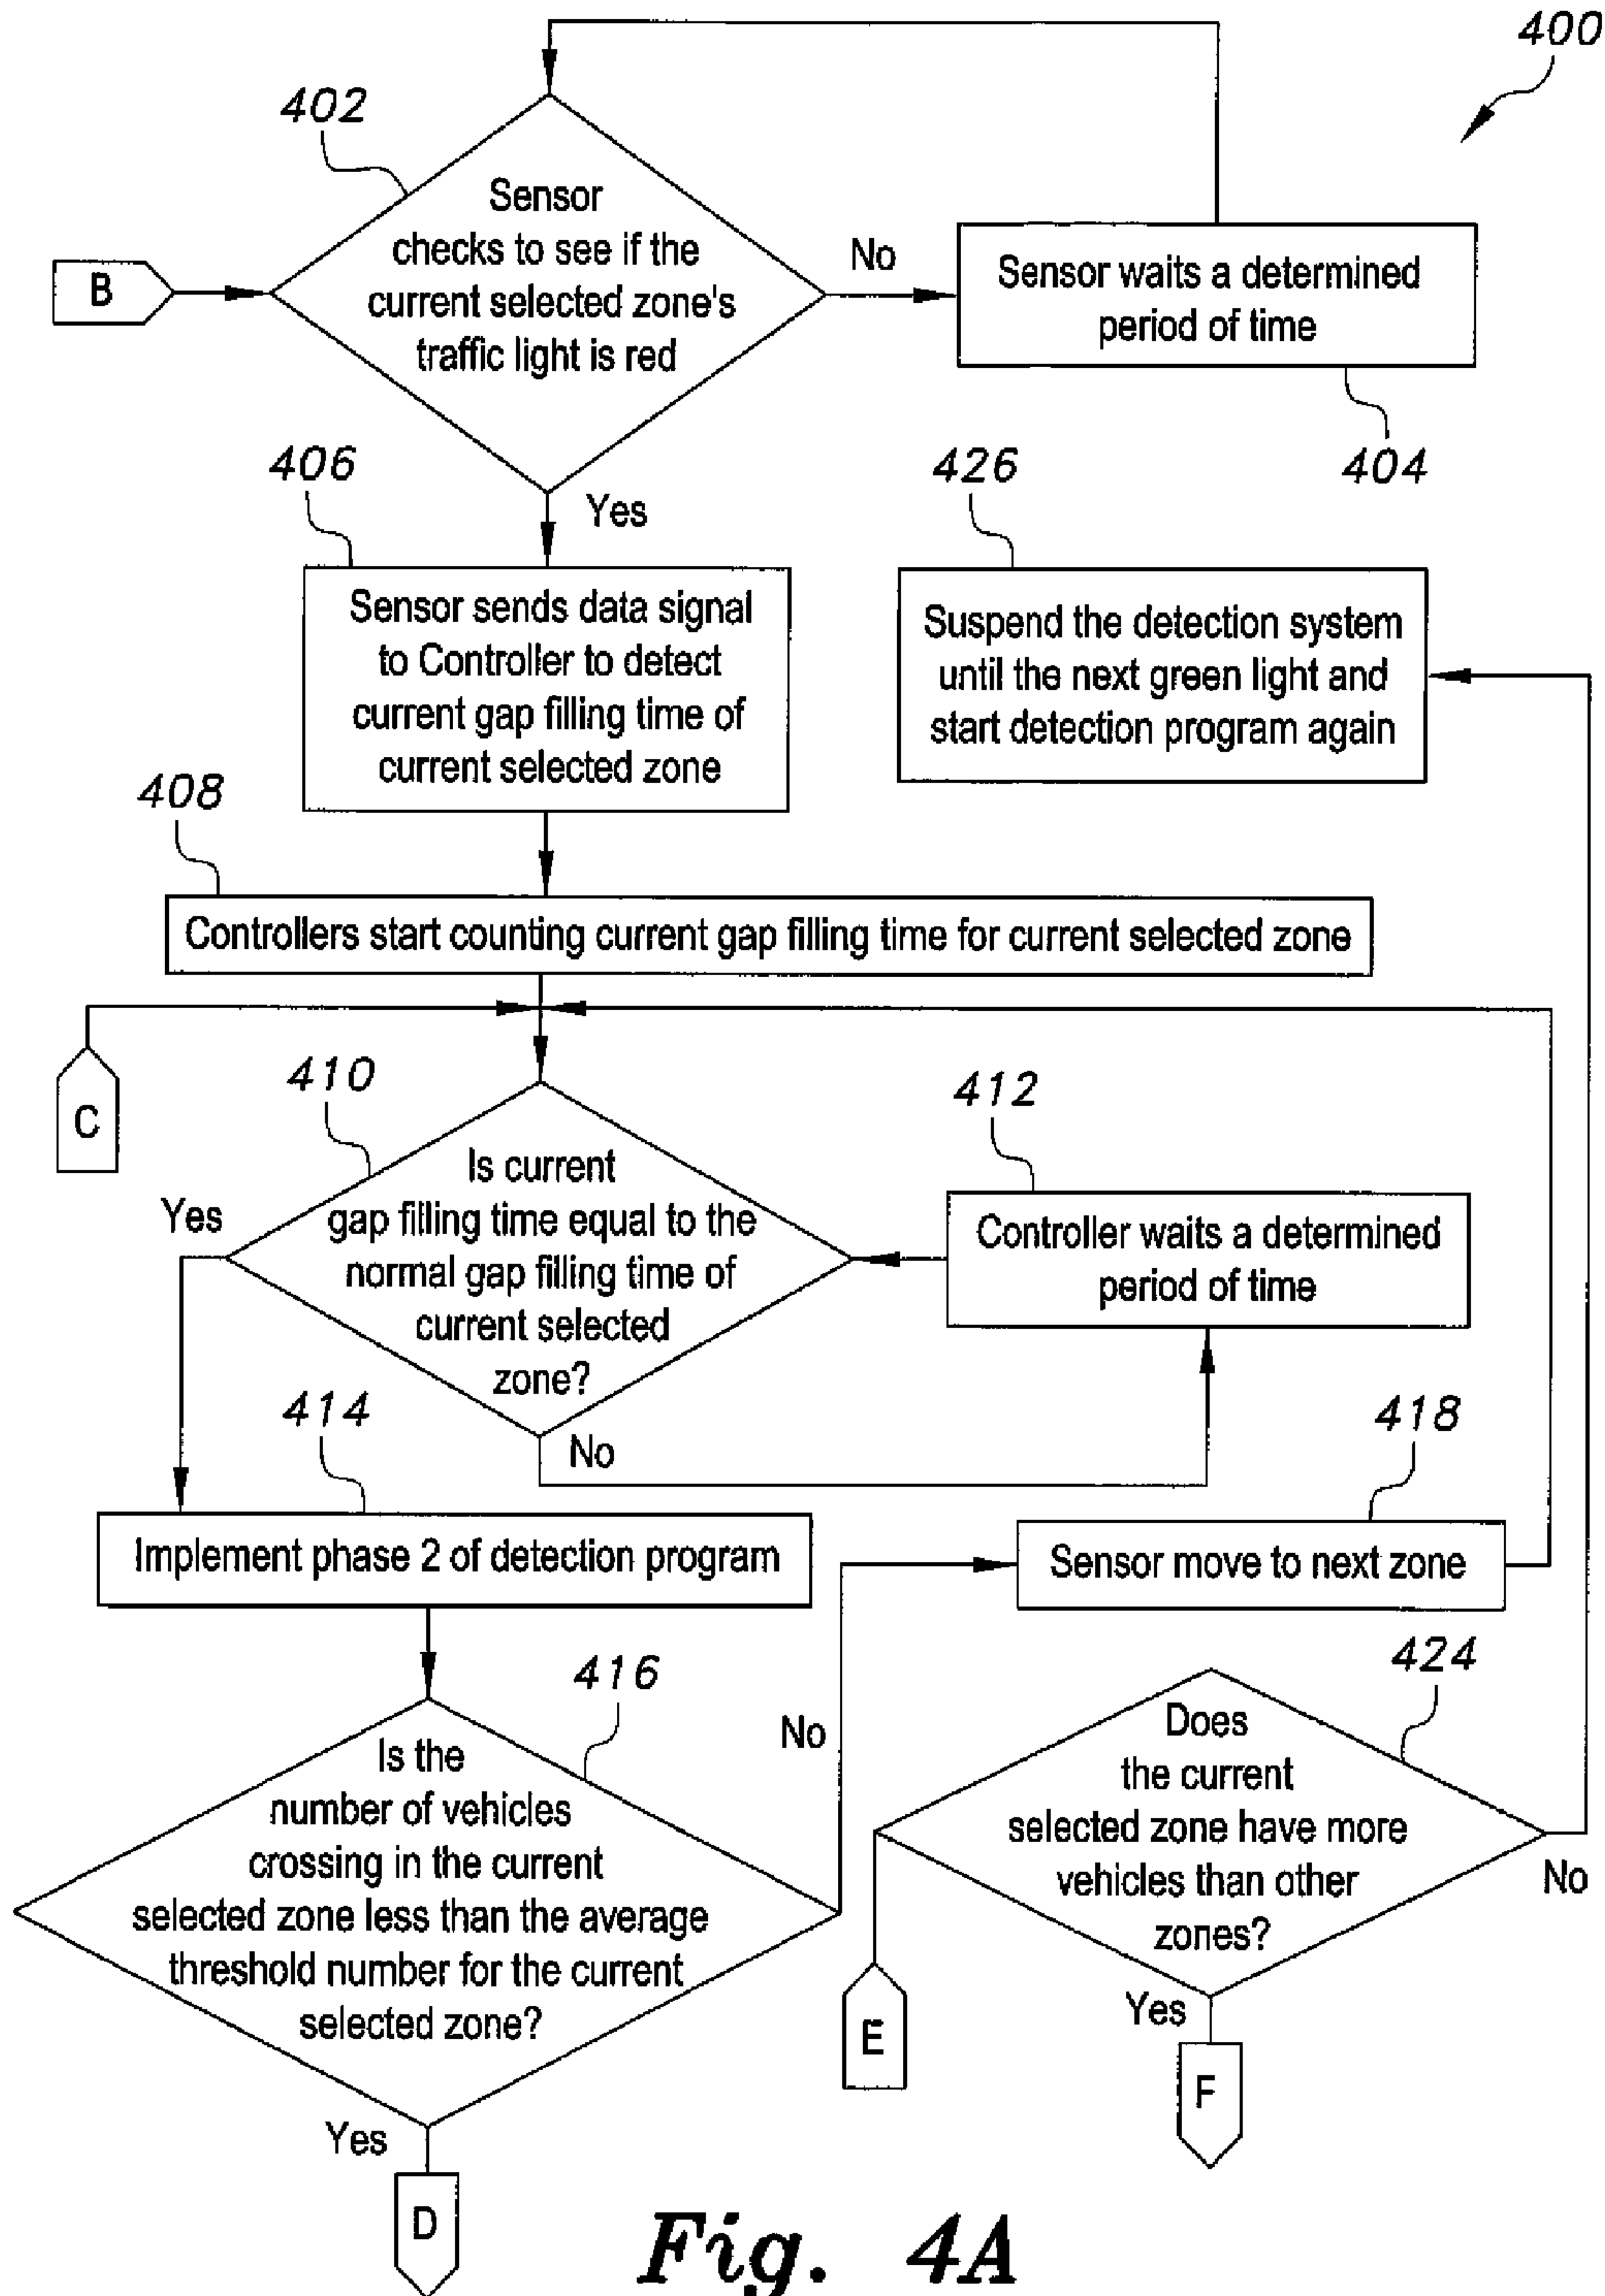 400
402
Sensor
checks to see if the
current selected zone's
traffic light is red
B
No
Sensor waits a determined
period of time
404
Yes
406
Sensor sends data signal
to Controller to detect
current gap filling time of
current selected zone
426
Suspend the detection system
until the next green light and
start detection program again
408
Controllers start counting current gap filling time for current selected zone
C
410
Is current
gap filling time equal to the
normal gap filling time of
current selected
zone?
Yes
No
412
Controller waits a determined
period of time
414
Implement phase 2 of detection program
418
Sensor move to next zone
416
Is the
number of vehicles
crossing in the current
selected zone less than the average
threshold number for the current
selected zone?
No
Yes
D
424
Does
the current
selected zone have more
vehicles than other
zones?
No
E
Yes
F
Fig. 4A